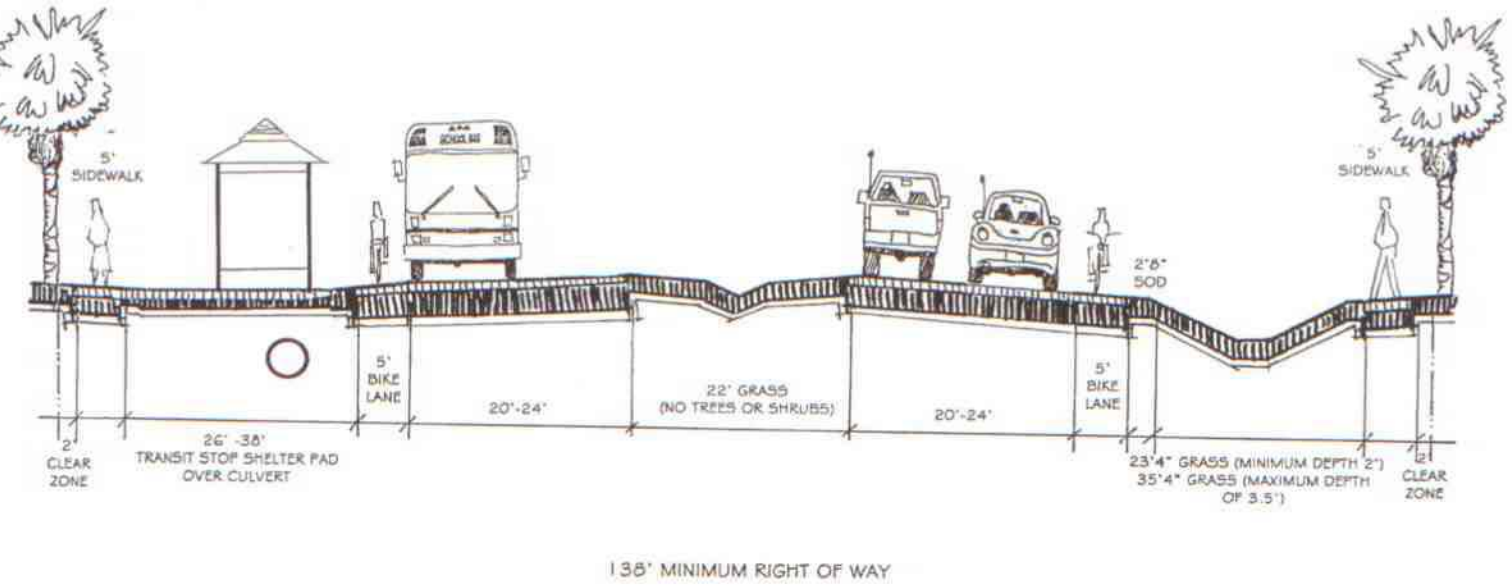 5'
SIDEWALK
SCHOOL BUS
5'
SIDEWALK
2'8"
SOD
5'
BIKE
LANE
20'-24'
22' GRASS
(NO TREES OR SHRUBS)
20'-24'
5'
BIKE
LANE
2'
CLEAR
ZONE
26'-38'
TRANSIT STOP SHELTER PAD
OVER CULVERT
23'4" GRASS (MINIMUM DEPTH 2')
35'4" GRASS (MAXIMUM DEPTH
OF 3.5')
2'
CLEAR
ZONE
138' MINIMUM RIGHT OF WAY